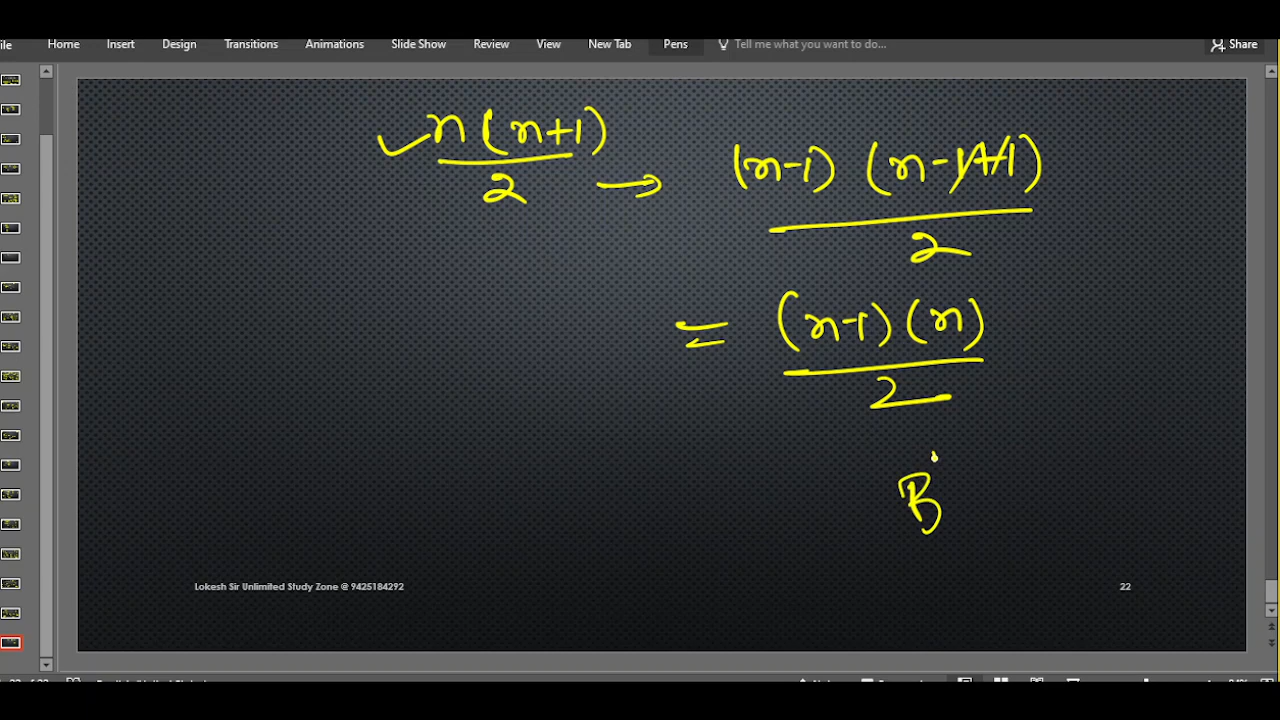 File Home Insert Design Transitions Animations Slide Show Review View New Tab Pens Tell me what you want to do... Share
✓ n(n+1)
2
→ (n-1) (n-1+1)
2
= (n-1)(n)
2
B
Lokesh Sir Unlimited Study Zone @ 9425184292
22